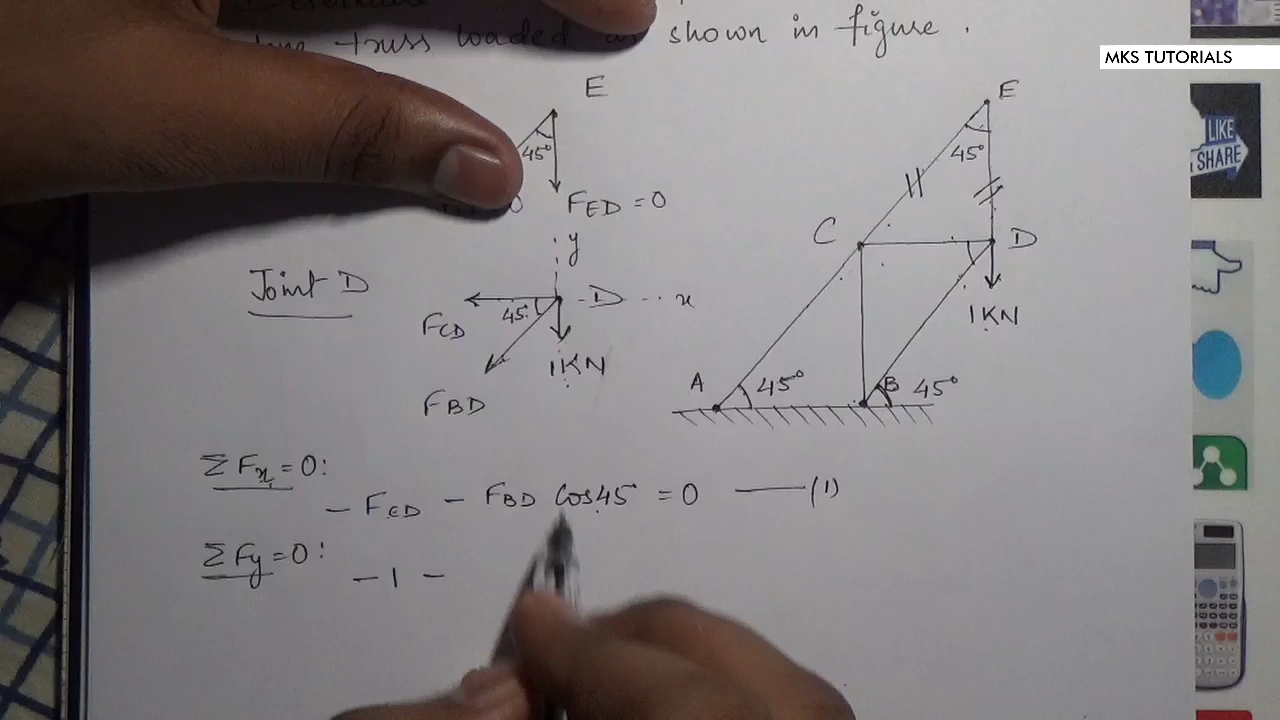 truss loaded as shown in figure .
MKS TUTORIALS
LIKE
& SHARE
E
45°
FED = 0
y
Joint D
45°
D
x
FCD
1KN
FBD
E
45°
C
D
1KN
A
45°
B
45°
ΣFx = 0:
- FCD - FBD Cos45° = 0 —— (1)
ΣFy = 0:
- 1 -